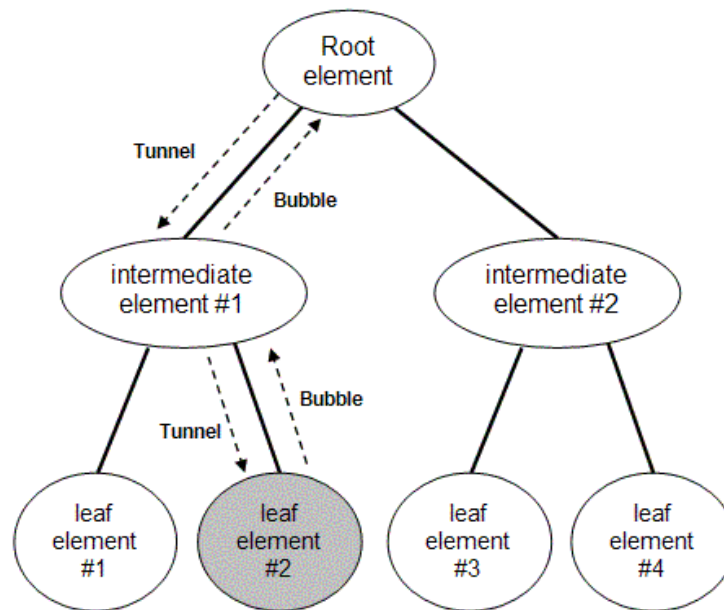 Root
element
Tunnel
Bubble
intermediate
element #1
intermediate
element #2
Bubble
Tunnel
leaf
element
#1
leaf
element
#2
leaf
element
#3
leaf
element
#4